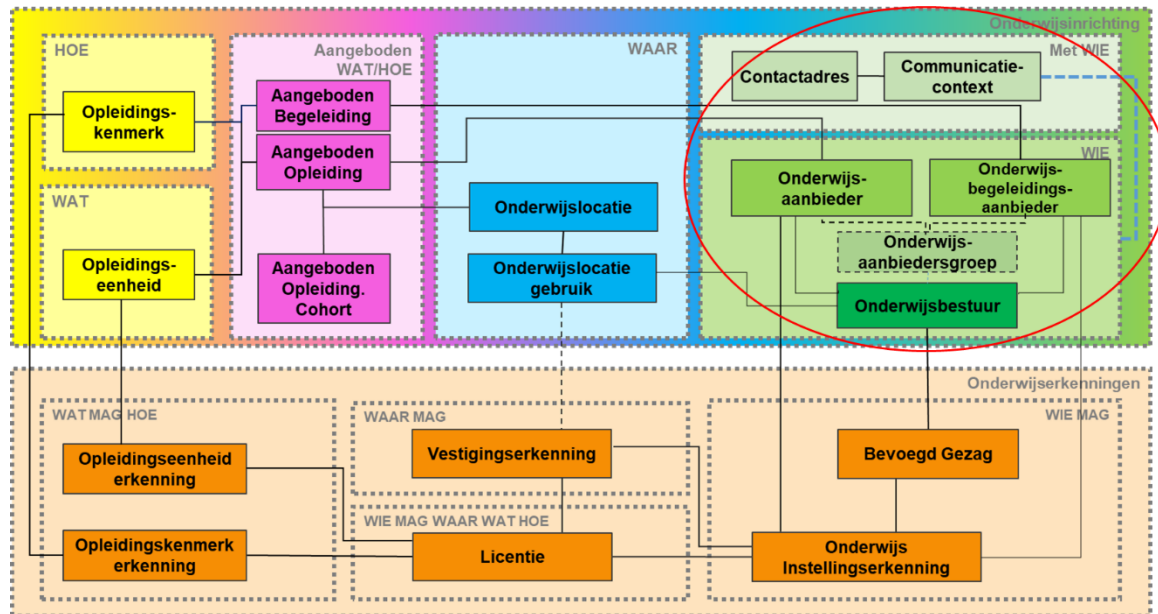 Onderwijsinrichting
HOE
Opleidings-
kenmerk
WAT
Opleidings-
eenheid
Aangeboden
WAT/HOE
Aangeboden
Begeleiding
Aangeboden
Opleiding
Aangeboden
Opleiding.
Cohort
WAAR
Onderwijslocatie
Onderwijslocatie
gebruik
Met WIE
Contactadres
Communicatie-
context
WIE
Onderwijs-
aanbieder
Onderwijs-
begeleidings-
aanbieder
Onderwijs-
aanbiedersgroep
Onderwijsbestuur
Onderwijserkenningen
WAT MAG HOE
Opleidingseenheid
erkenning
Opleidingskenmerk
erkenning
WAAR MAG
Vestigingserkenning
WIE MAG WAAR WAT HOE
Licentie
WIE MAG
Bevoegd Gezag
Onderwijs
Instellingserkenning